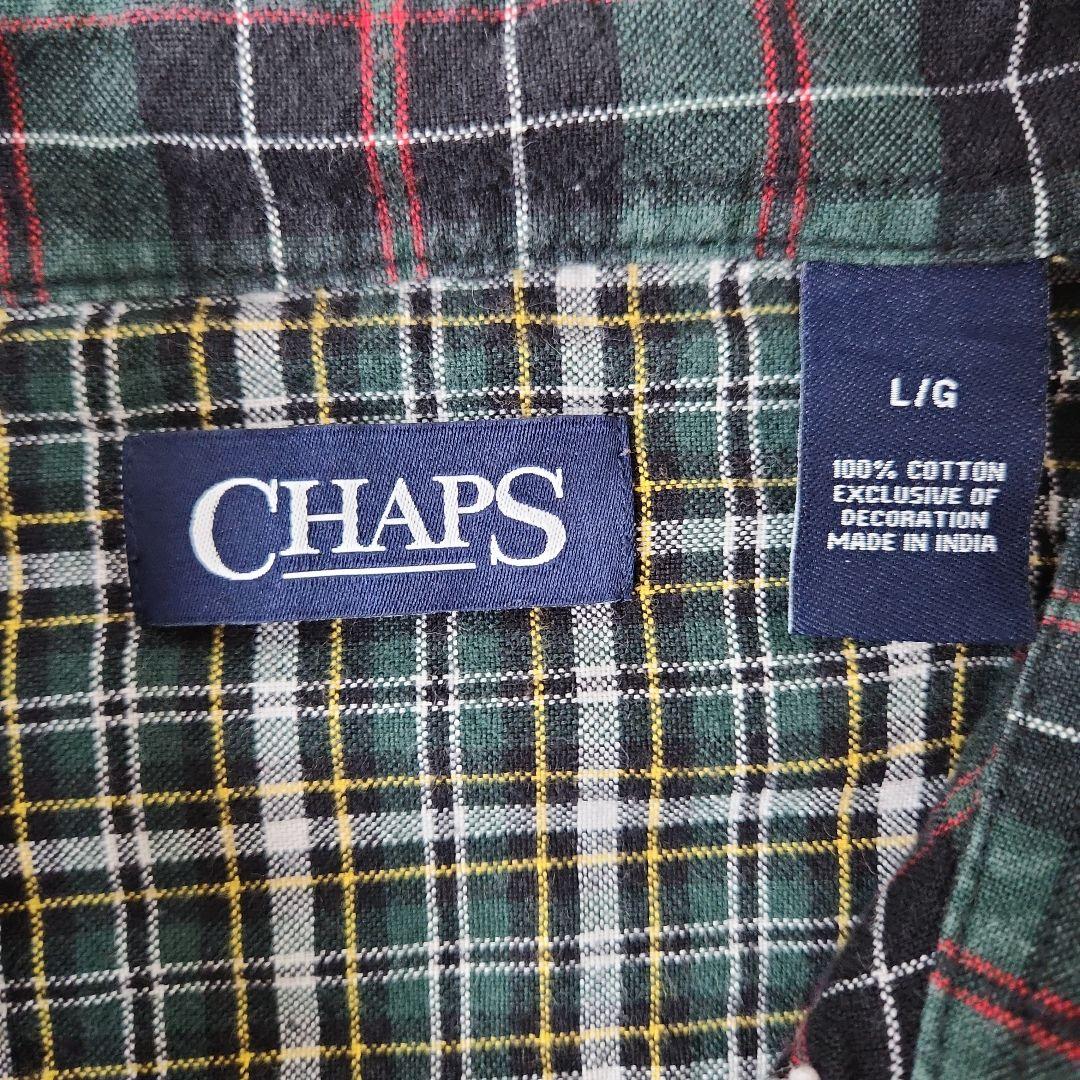 CHAPS
L/G
100% COTTON
EXCLUSIVE OF
DECORATION
MADE IN INDIA